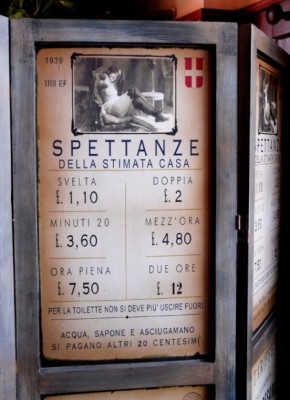 1939
IIIII EF
SPETTANZE
DELLA STIMATA CASA
SVELTA DOPPIA
£. 1,10 £. 2
MINUTI 20 MEZZ'ORA
£. 3,60 £. 4,80
ORA PIENA DUE ORE
£. 7,50 £. 12
PER LA TOILETTE NON SI DEVE PIU' USCIRE FUORI
ACQUA, SAPONE E ASCIUGAMANO
SI PAGANO ALTRI 20 CENTESIMI